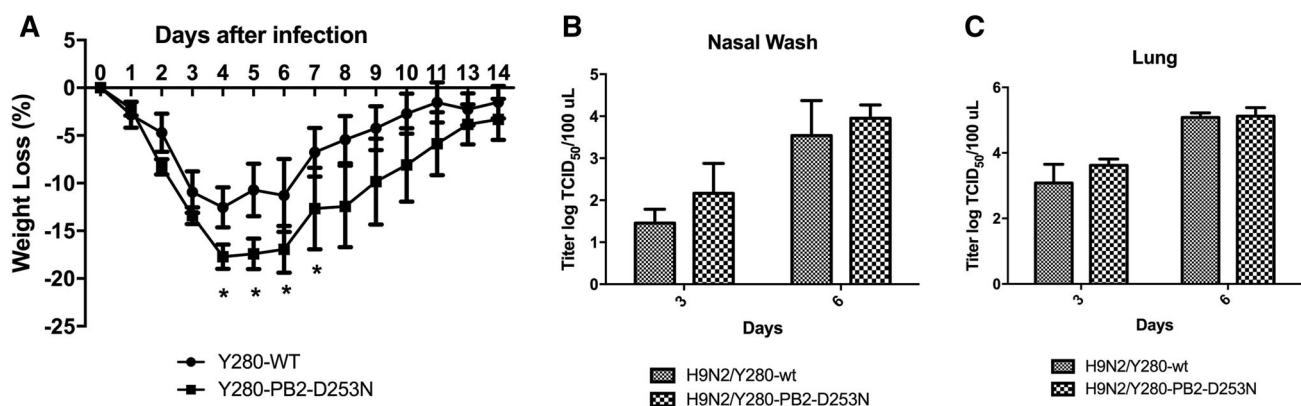 A
Days after infection
0 1 2 3 4 5 6 7 8 9 10 11 13 14
5
0
-5
-10
-15
-20
-25
Weight Loss (%)
* * * *
Y280-WT
Y280-PB2-D253N
B
Nasal Wash
5
4
3
2
1
0
Titer log TCID50/100 uL
3 6
Days
H9N2/Y280-wt
H9N2/Y280-PB2-D253N
C
Lung
6
4
2
0
Titer log TCID50/100 uL
3 6
Days
H9N2/Y280-wt
H9N2/Y280-PB2-D253N